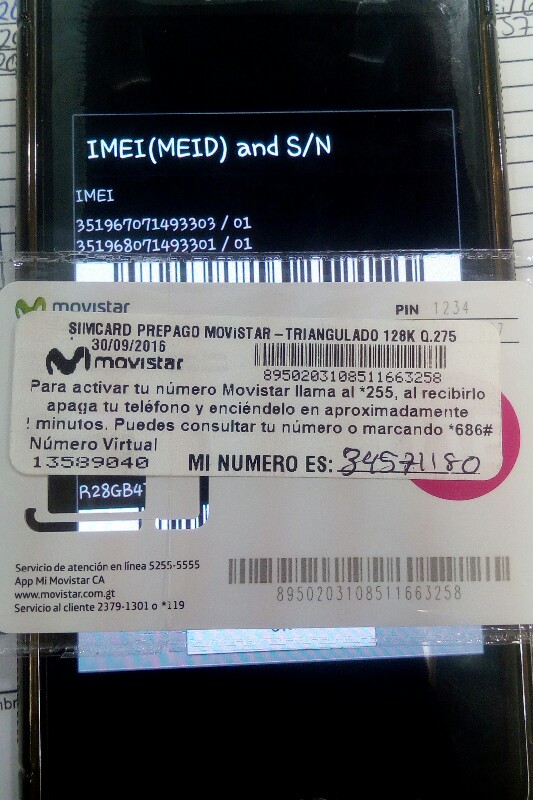 IMEI(MEID) and S/N
IMEI
351967071493303 / 01
351968071493301 / 01
movistar
PIN 1234
SIMCARD PREPAGO MOViSTAR-TRIANGULADO 128K Q.275
30/09/2016
movistar
8950203108511663258
Para activar tu número Movistar llama al *255, al recibirlo
apaga tu teléfono y enciéndelo en aproximadamente
minutos. Puedes consultar tu número o marcando *686#
Número Virtual
13589040
MI NUMERO ES: 34571180
R28GB4
Servicio de atención en línea 5255-5555
App Mi Movistar CA
www.movistar.com.gt
Servicio al cliente 2379-1301 o *119
8950203108511663258